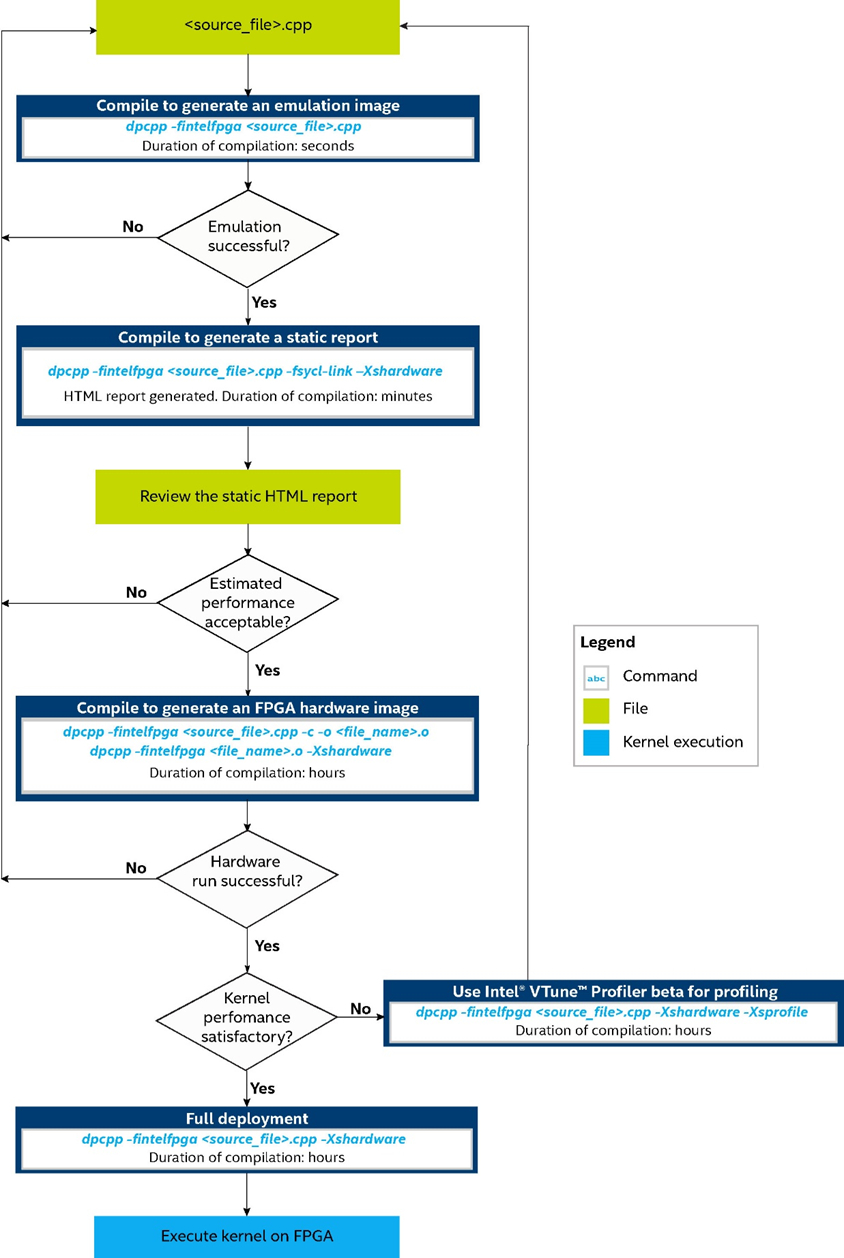 <source_file>.cpp
Compile to generate an emulation image
dpcpp -fintelfpga <source_file>.cpp
Duration of compilation: seconds
No
Emulation
successful?
Yes
Compile to generate a static report
dpcpp -fintelfpga <source_file>.cpp -fsycl-link –Xshardware
HTML report generated. Duration of compilation: minutes
Review the static HTML report
No
Estimated
performance
acceptable?
Yes
Compile to generate an FPGA hardware image
dpcpp -fintelfpga <source_file>.cpp -c -o <file_name>.o
dpcpp -fintelfpga <file_name>.o -Xshardware
Duration of compilation: hours
Legend
abc Command
File
Kernel execution
No
Hardware
run successful?
Yes
Kernel
perfomance
satisfactory?
No
Use Intel® VTune™ Profiler beta for profiling
dpcpp -fintelfpga <source_file>.cpp -Xshardware -Xsprofile
Duration of compilation: hours
Yes
Full deployment
dpcpp -fintelfpga <source_file>.cpp -Xshardware
Duration of compilation: hours
Execute kernel on FPGA